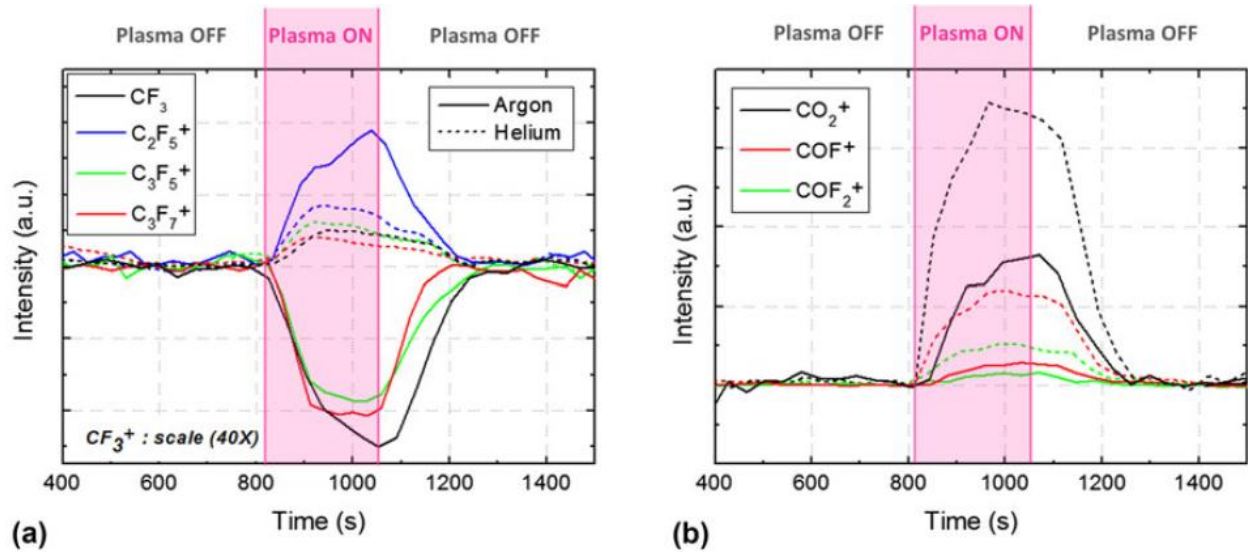 Plasma OFF Plasma ON Plasma OFF
CF3
C2F5+
C3F5+
C3F7+
Argon
Helium
Intensity (a.u.)
CF3+ : scale (40X)
400 600 800 1000 1200 1400
Time (s)
(a)
Plasma OFF Plasma ON Plasma OFF
CO2+
COF+
COF2+
Intensity (a.u.)
400 600 800 1000 1200 1400
Time (s)
(b)